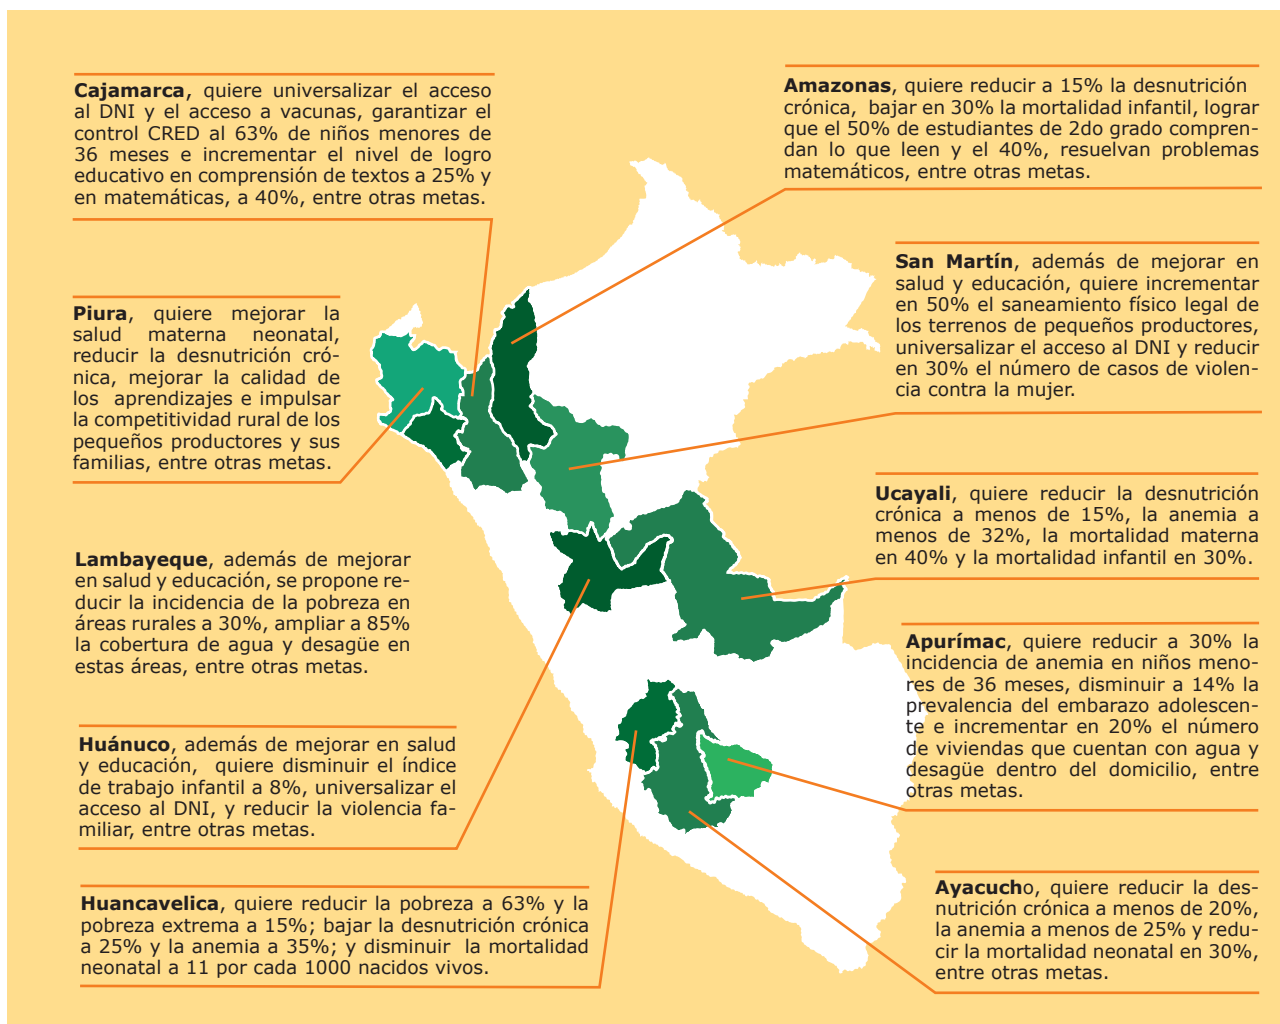 Cajamarca, quiere universalizar el acceso
al DNI y el acceso a vacunas, garantizar el
control CRED al 63% de niños menores de
36 meses e incrementar el nivel de logro
educativo en comprensión de textos a 25% y
en matemáticas, a 40%, entre otras metas.
Amazonas, quiere reducir a 15% la desnutrición
crónica, bajar en 30% la mortalidad infantil, lograr
que el 50% de estudiantes de 2do grado compren-
dan lo que leen y el 40%, resuelvan problemas
matemáticos, entre otras metas.
San Martín, además de mejorar en
salud y educación, quiere incrementar
en 50% el saneamiento físico legal de
los terrenos de pequeños productores,
universalizar el acceso al DNI y reducir
en 30% el número de casos de violen-
cia contra la mujer.
Piura, quiere mejorar la
salud materna neonatal,
reducir la desnutrición cró-
nica, mejorar la calidad de
los aprendizajes e impulsar
la competitividad rural de los
pequeños productores y sus
familias, entre otras metas.
Ucayali, quiere reducir la desnutrición
crónica a menos de 15%, la anemia a
menos de 32%, la mortalidad materna
en 40% y la mortalidad infantil en 30%.
Lambayeque, además de mejorar
en salud y educación, se propone re-
ducir la incidencia de la pobreza en
áreas rurales a 30%, ampliar a 85%
la cobertura de agua y desagüe en
estas áreas, entre otras metas.
Apurímac, quiere reducir a 30% la
incidencia de anemia en niños meno-
res de 36 meses, disminuir a 14% la
prevalencia del embarazo adolescen-
te e incrementar en 20% el número
de viviendas que cuentan con agua y
desagüe dentro del domicilio, entre
otras metas.
Huánuco, además de mejorar en salud
y educación, quiere disminuir el índice
de trabajo infantil a 8%, universalizar el
acceso al DNI, y reducir la violencia fa-
miliar, entre otras metas.
Huancavelica, quiere reducir la pobreza a 63% y la
pobreza extrema a 15%; bajar la desnutrición crónica
a 25% y la anemia a 35%; y disminuir la mortalidad
neonatal a 11 por cada 1000 nacidos vivos.
Ayacucho, quiere reducir la des-
nutrición crónica a menos de 20%,
la anemia a menos de 25% y redu-
cir la mortalidad neonatal en 30%,
entre otras metas.